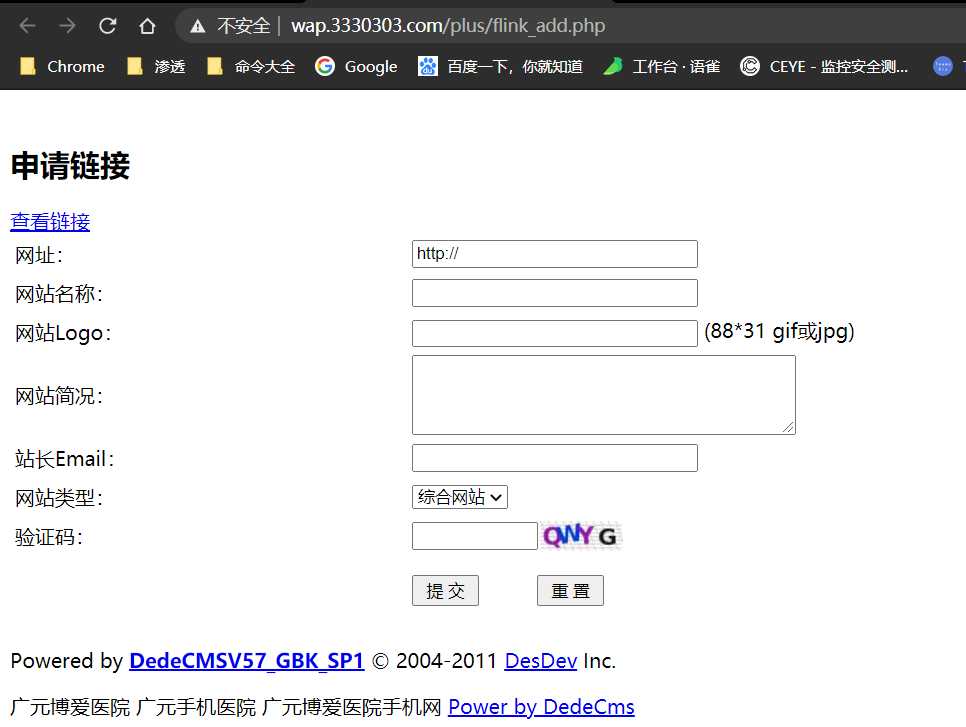 不安全 | wap.3330303.com/plus/flink_add.php
Chrome 渗透 命令大全 Google 百度一下，你就知道 工作台 · 语雀 CEYE - 监控安全测...
申请链接
查看链接
网址： http://
网站名称：
网站Logo： (88*31 gif或jpg)
网站简况：
站长Email：
网站类型： 综合网站
验证码： QWYG
提 交 重 置
Powered by DedeCMSV57_GBK_SP1 © 2004-2011 DesDev Inc.
广元博爱医院 广元手机医院 广元博爱医院手机网 Power by DedeCms